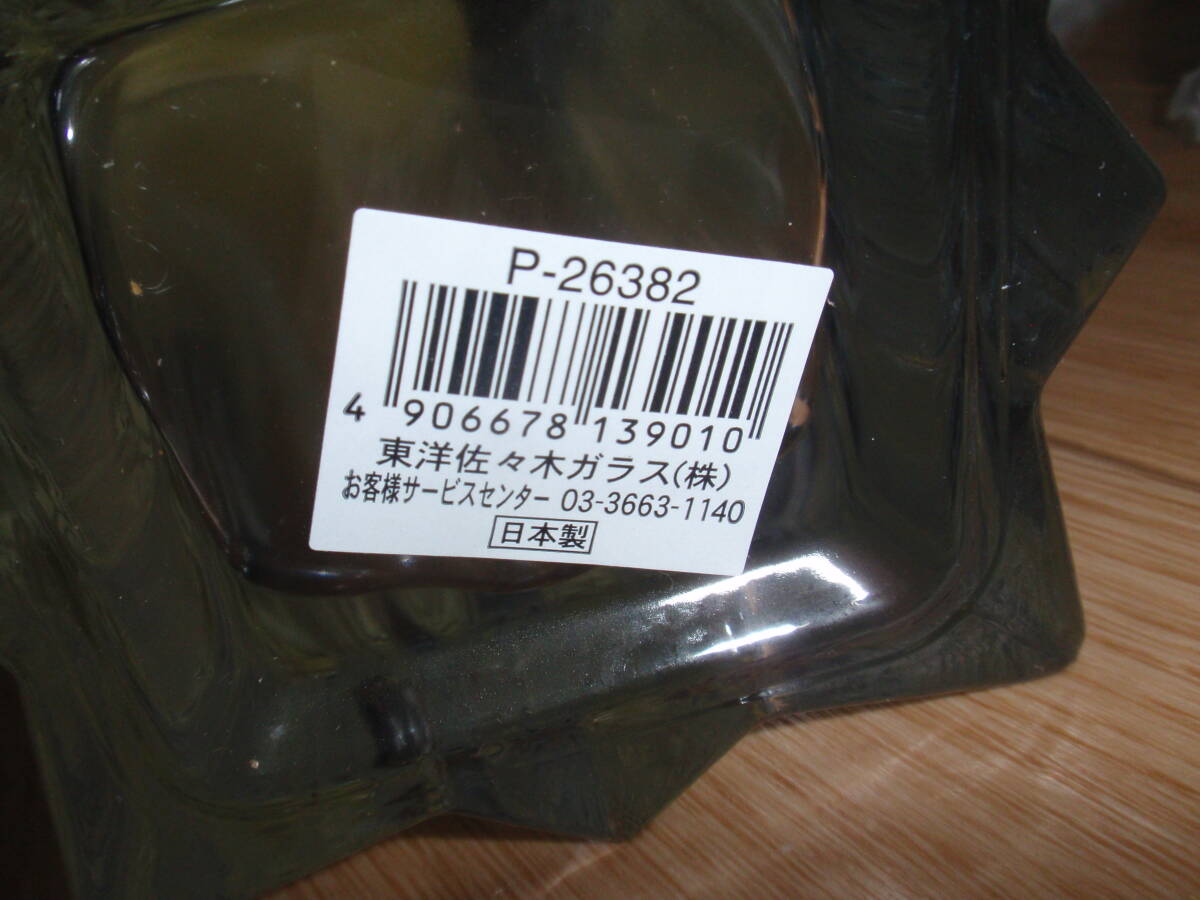 P-26382
4 906678 139010
東洋佐々木ガラス(株)
お客様サービスセンター 03-3663-1140
日本製